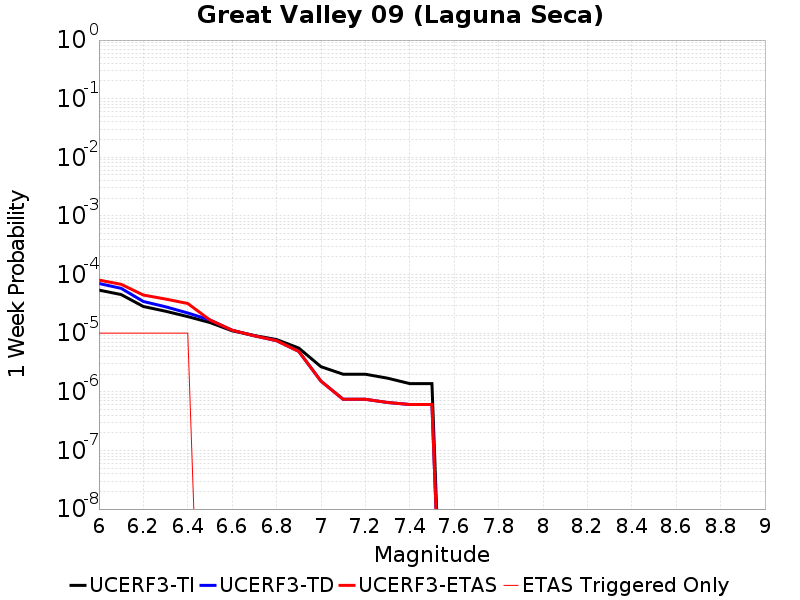 Great Valley 09 (Laguna Seca)
10^0
10^-1
10^-2
10^-3
10^-4
10^-5
10^-6
10^-7
10^-8
1 Week Probability
6 6.2 6.4 6.6 6.8 7 7.2 7.4 7.6 7.8 8 8.2 8.4 8.6 8.8 9
Magnitude
UCERF3-TI UCERF3-TD UCERF3-ETAS ETAS Triggered Only